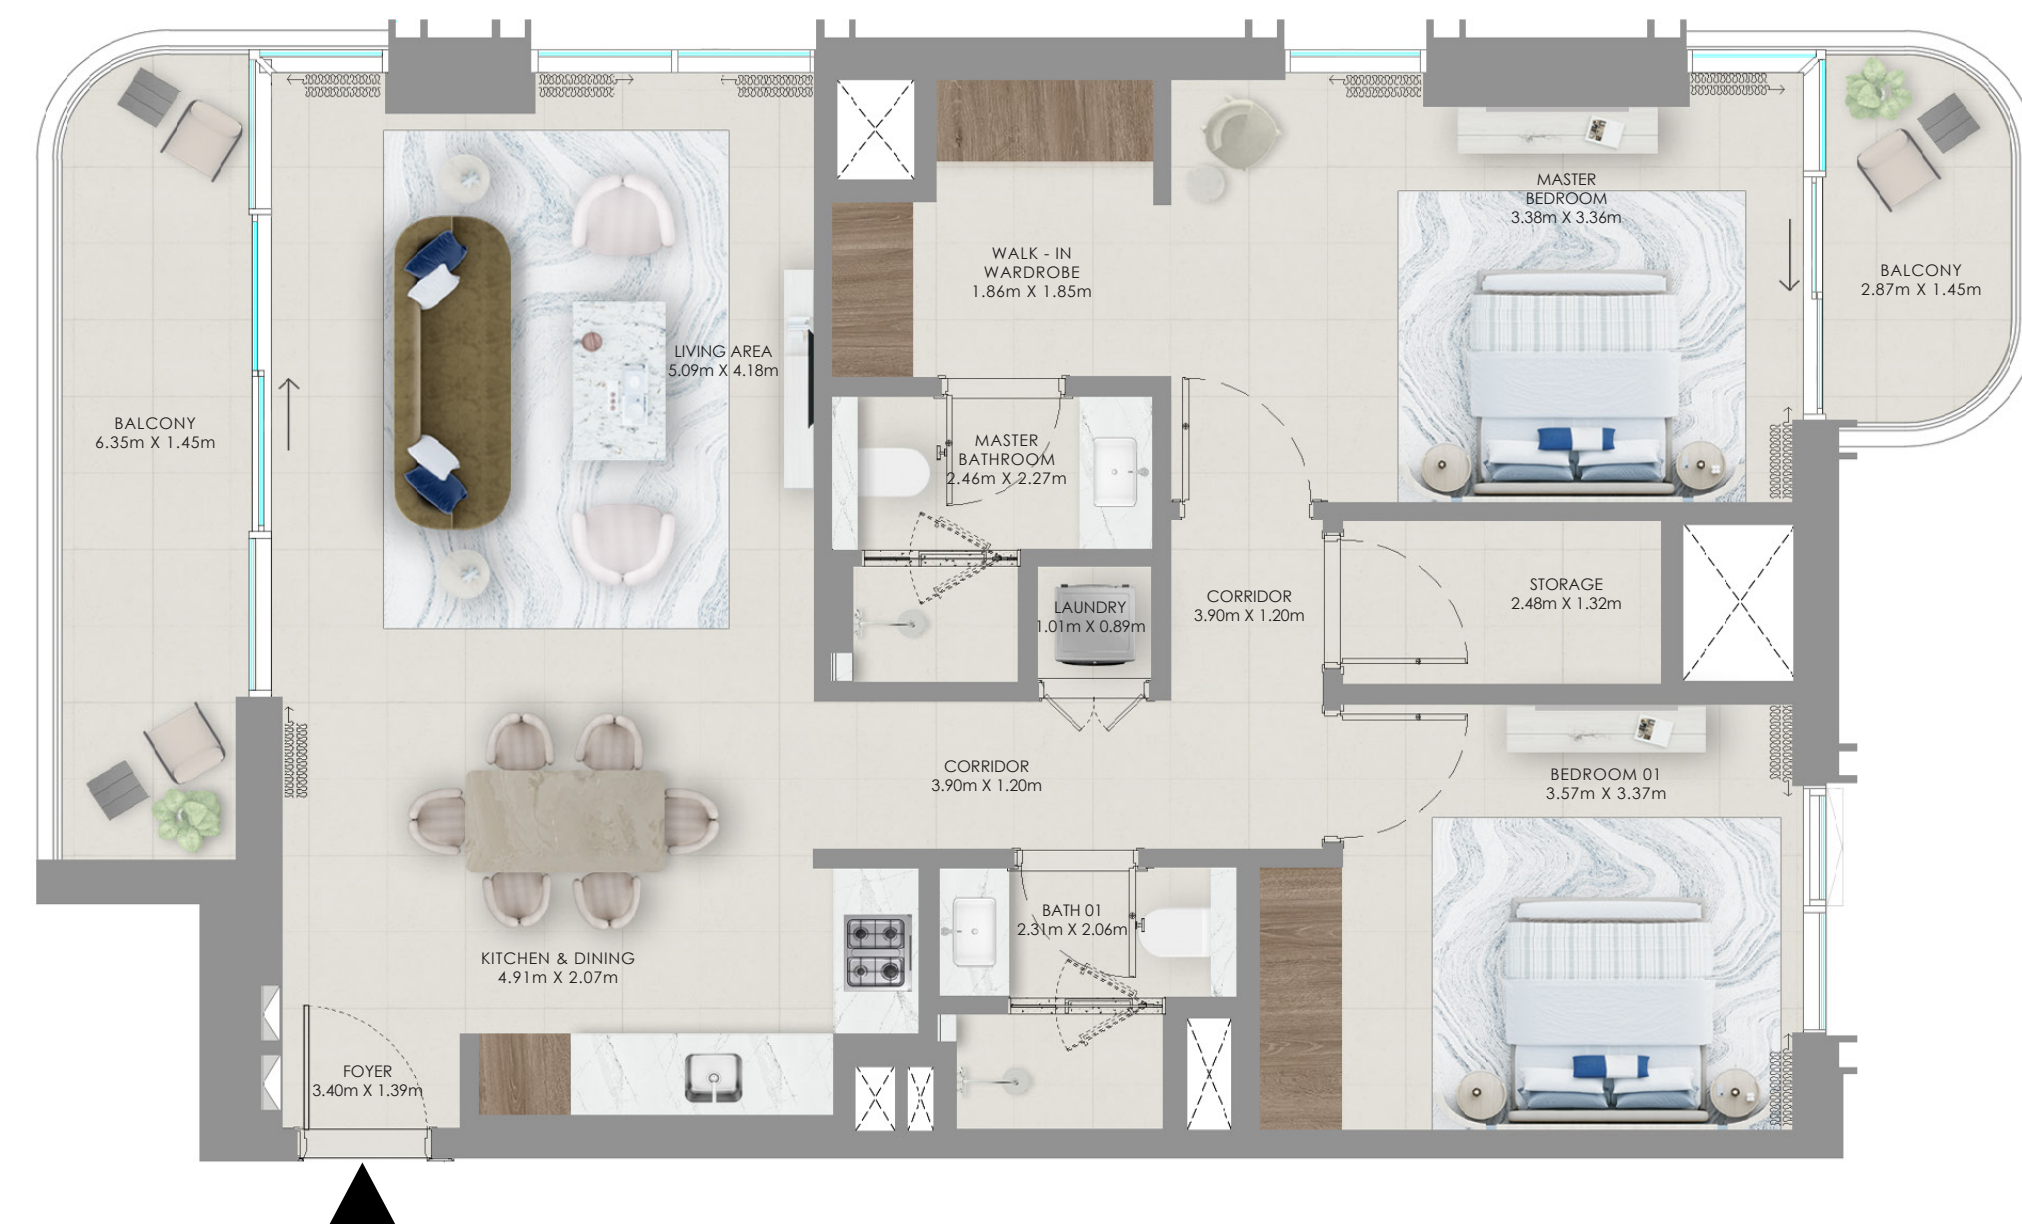 MASTER
BEDROOM
3.38m X 3.36m
WALK - IN
WARDROBE
1.86m X 1.85m
BALCONY
2.87m X 1.45m
LIVING AREA
5.09m X 4.18m
BALCONY
6.35m X 1.45m
MASTER
BATHROOM
2.46m X 2.27m
LAUNDRY
1.01m X 0.89m
CORRIDOR
3.90m X 1.20m
STORAGE
2.48m X 1.32m
CORRIDOR
3.90m X 1.20m
BEDROOM 01
3.57m X 3.37m
BATH 01
2.31m X 2.06m
KITCHEN & DINING
4.91m X 2.07m
FOYER
3.40m X 1.39m